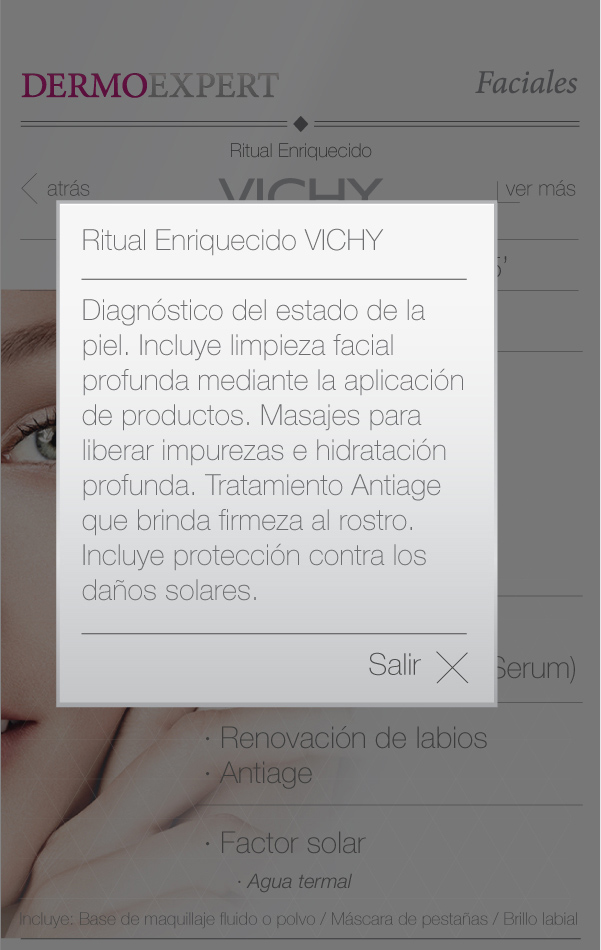 DERMOEXPERT
Faciales
Ritual Enriquecido
atrás
VICHY
ver más
5’
Ritual Enriquecido VICHY
Diagnóstico del estado de la
piel. Incluye limpieza facial
profunda mediante la aplicación
de productos. Masajes para
liberar impurezas e hidratación
profunda. Tratamiento Antiage
que brinda firmeza al rostro.
Incluye protección contra los
daños solares.
Salir
Serum)
· Renovación de labios
· Antiage
· Factor solar
· Agua termal
Incluye: Base de maquillaje fluido o polvo / Máscara de pestañas / Brillo labial